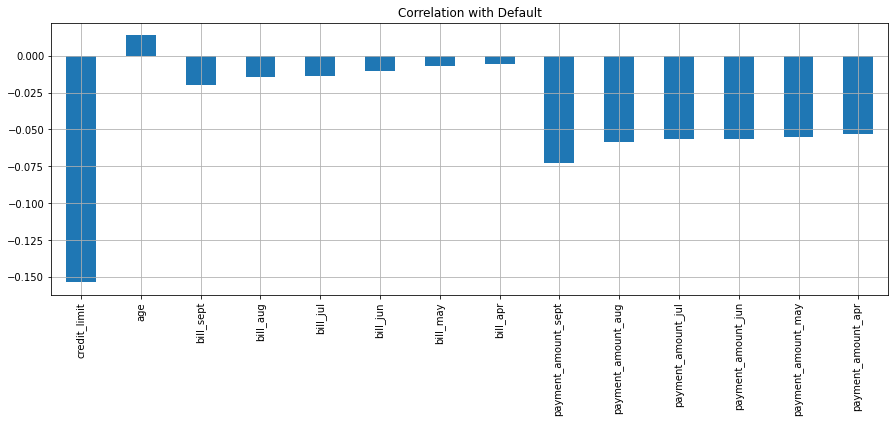 Correlation with Default
0.000
−0.025
−0.050
−0.075
−0.100
−0.125
−0.150
credit_limit
age
bill_sept
bill_aug
bill_jul
bill_jun
bill_may
bill_apr
payment_amount_sept
payment_amount_aug
payment_amount_jul
payment_amount_jun
payment_amount_may
payment_amount_apr